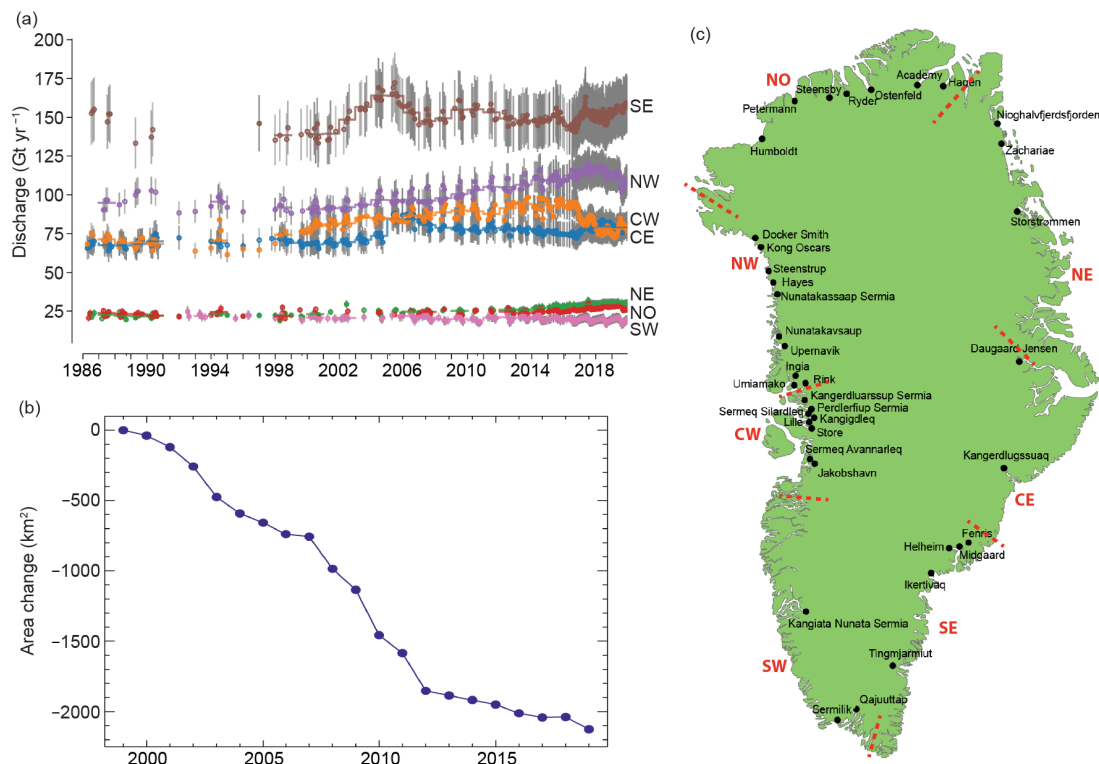 (a)
200
175
150
125
100
75
50
25
Discharge (Gt yr⁻¹)
1986
1990
1994
1998
2002
2006
2010
2014
2018
SE
NW
CW
CE
NE
NO
SW
(b)
0
−500
−1000
−1500
−2000
Area change (km²)
2000
2005
2010
2015
(c)
NO
Academy
Hagen
Steensby
Ostenfeld
Ryder
Petermann
Nioghalvfjerdsfjorden
Humboldt
Zachariae
Storstrømmen
Docker Smith
Kong Oscars
NW
NE
Steenstrup
Hayes
Nunatakassaap Sermia
Nunatakavsaup
Upernavik
Daugaard Jensen
Ingia
Umiamako
Rink
Kangerdluarssup Sermia
Perdlerfiup Sermia
Sermeq Silardleq
Kangigdleq
Lille
Store
CW
Sermeq Avannarleq
Jakobshavn
Kangerdlugssuaq
CE
Fenris
Helheim
Midgaard
Ikertivaq
Kangiata Nunata Sermia
SE
Tingmjarmiut
SW
Qajuuttap
Sermilik